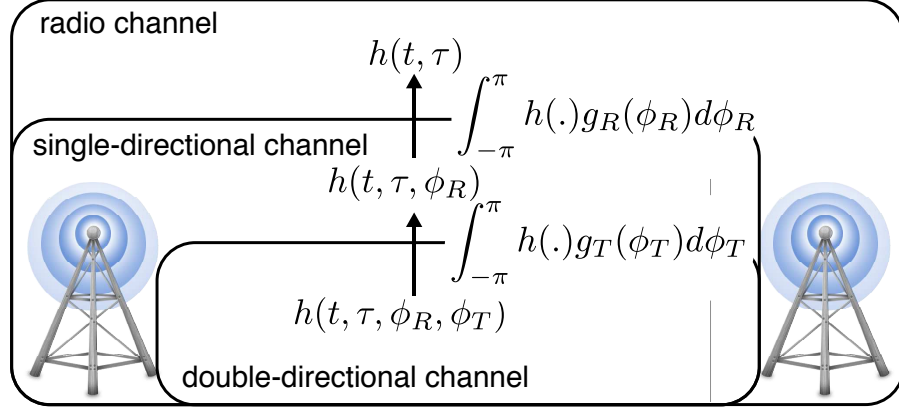 radio channel
h(t, τ)
∫_{−π}^{π} h(.)g_R(ϕ_R)dϕ_R
single-directional channel
h(t, τ, ϕ_R)
∫_{−π}^{π} h(.)g_T(ϕ_T)dϕ_T
h(t, τ, ϕ_R, ϕ_T)
double-directional channel